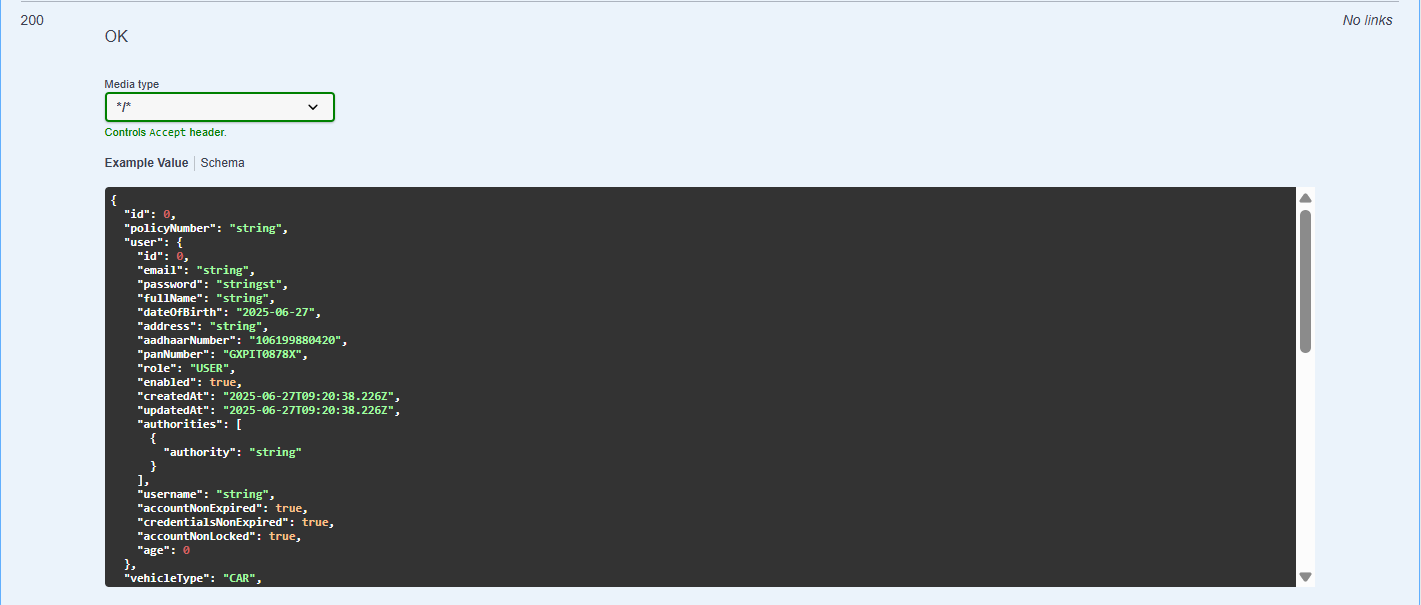 200
No links
OK
Media type
*/*
Controls Accept header.
Example Value
Schema
{
  "id": 0,
  "policyNumber": "string",
  "user": {
    "id": 0,
    "email": "string",
    "password": "stringst",
    "fullName": "string",
    "dateOfBirth": "2025-06-27",
    "address": "string",
    "aadhaarNumber": "106199880420",
    "panNumber": "GXPIT0878X",
    "role": "USER",
    "enabled": true,
    "createdAt": "2025-06-27T09:20:38.226Z",
    "updatedAt": "2025-06-27T09:20:38.226Z",
    "authorities": [
      {
        "authority": "string"
      }
    ],
    "username": "string",
    "accountNonExpired": true,
    "credentialsNonExpired": true,
    "accountNonLocked": true,
    "age": 0
  },
  "vehicleType": "CAR",